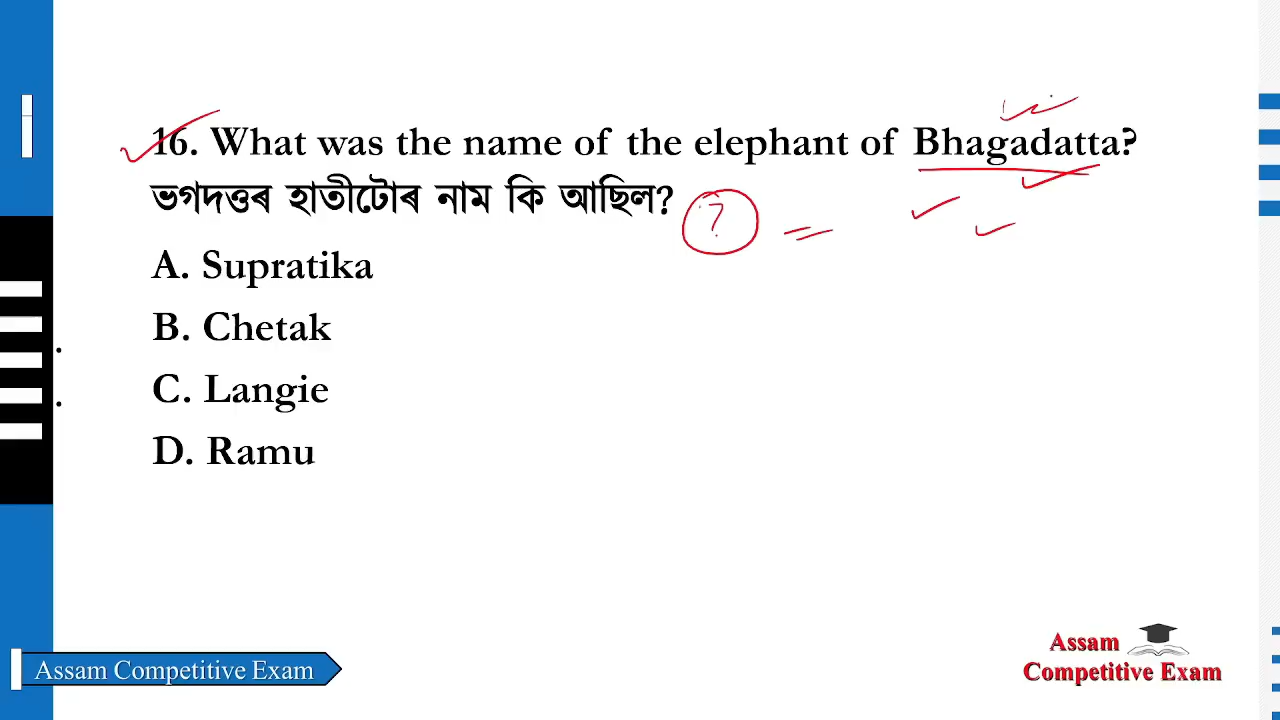 16. What was the name of the elephant of Bhagadatta?
ভগদত্তৰ হাতীটোৰ নাম কি আছিল?
?
A. Supratika
B. Chetak
C. Langie
D. Ramu
Assam Competitive Exam
Assam
Competitive Exam